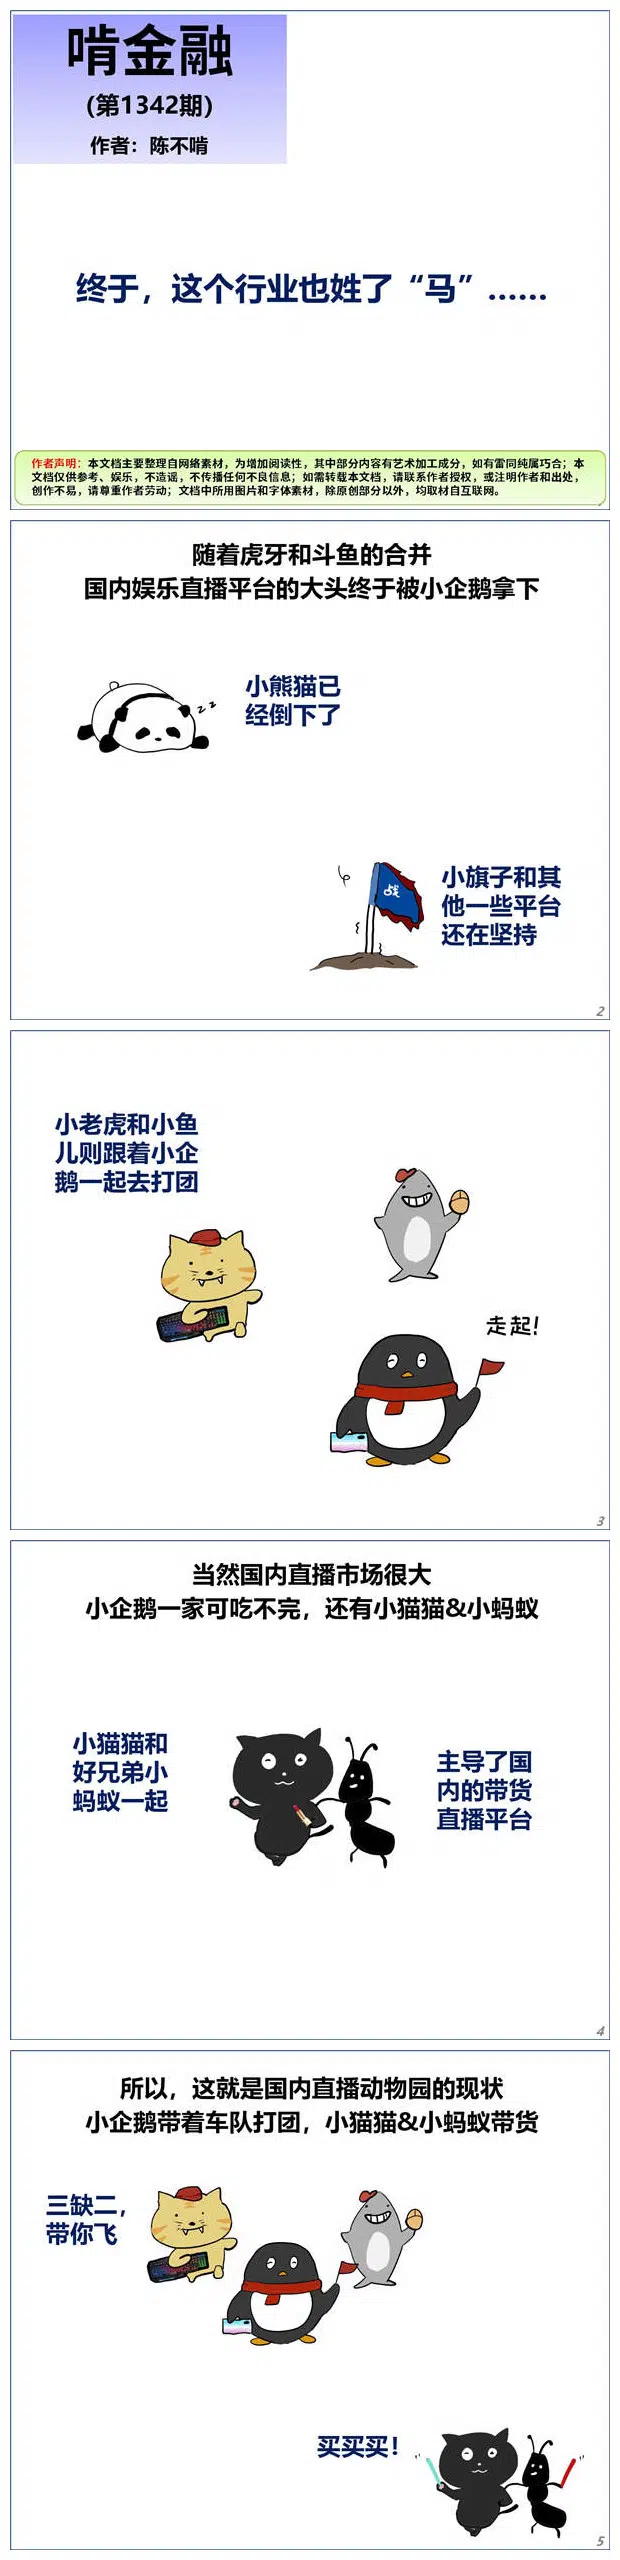 啃金融
(第1342期)
作者：陈不啃
终于，这个行业也姓了“马”……
作者声明：本文档主要整理自网络素材，为增加阅读性，其中部分内容有艺术加工成分，如有雷同纯属巧合；本
文档仅供参考、娱乐，不造谣，不传播任何不良信息；如需转载本文档，请联系作者授权，或注明作者和出处，
创作不易，请尊重作者劳动；文档中所用图片和字体素材，除原创部分以外，均取材自互联网。
随着虎牙和斗鱼的合并
国内娱乐直播平台的大头终于被小企鹅拿下
z z
小熊猫已
经倒下了
战
小旗子和其
他一些平台
还在坚持
2
小老虎和小鱼
儿则跟着小企
鹅一起去打团
走起!
3
当然国内直播市场很大
小企鹅一家可吃不完，还有小猫猫&小蚂蚁
小猫猫和
好兄弟小
蚂蚁一起
主导了国
内的带货
直播平台
4
所以，这就是国内直播动物园的现状
小企鹅带着车队打团，小猫猫&小蚂蚁带货
三缺二，
带你飞
买买买！
5